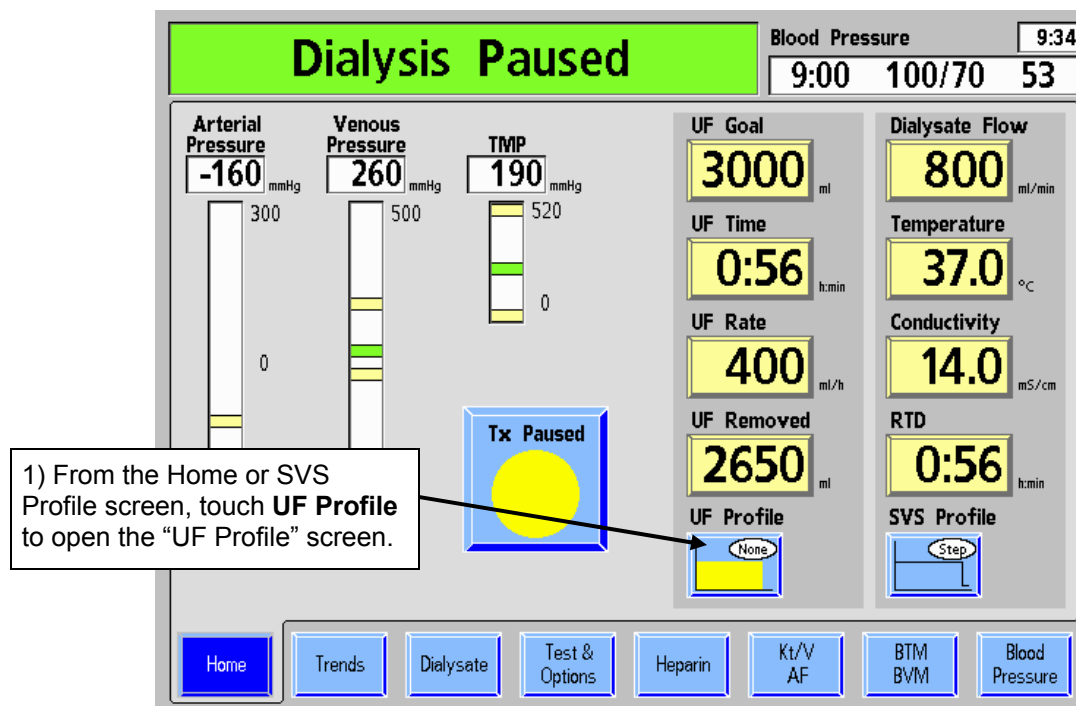 Dialysis Paused
Blood Pressure
9:34
9:00 100/70 53
Arterial
Pressure
-160 mmHg
300
0
Venous
Pressure
260 mmHg
500
TMP
190 mmHg
520
0
Tx Paused
UF Goal
3000 ml
UF Time
0:56 h:min
UF Rate
400 ml/h
UF Removed
2650 ml
UF Profile
None
Dialysate Flow
800 ml/min
Temperature
37.0 °C
Conductivity
14.0 mS/cm
RTD
0:56 h:min
SVS Profile
Step
1) From the Home or SVS
Profile screen, touch UF Profile
to open the “UF Profile” screen.
Home
Trends
Dialysate
Test &
Options
Heparin
Kt/V
AF
BTM
BVM
Blood
Pressure